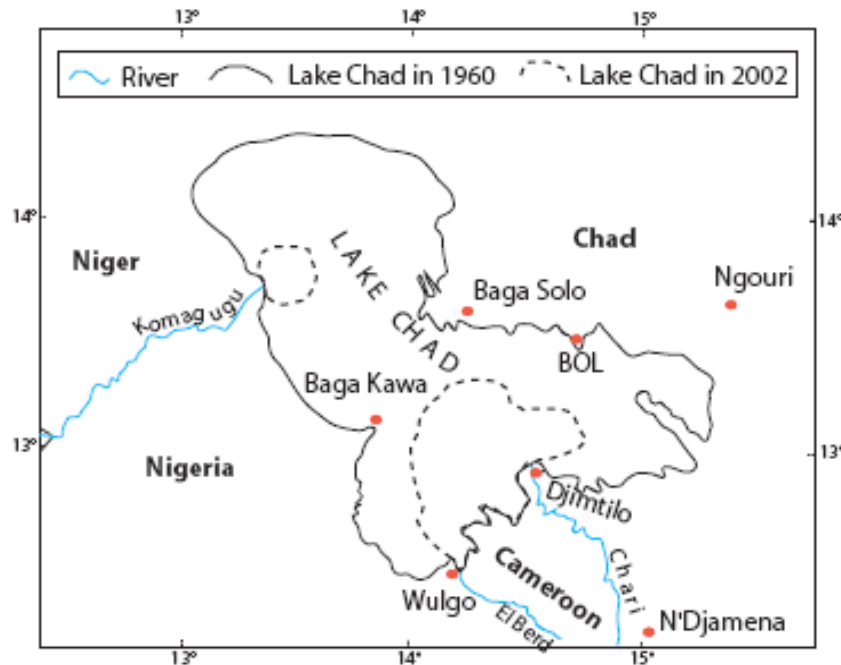 13° 14° 15°
River Lake Chad in 1960 Lake Chad in 2002
14° 14°
Niger
Chad
LAKE CHAD
Ngouri
Baga Solo
Komagugu
BOL
Baga Kawa
13° 13°
Nigeria
Djimtilo
Chari
Cameroon
Wulgo
El Berd
N'Djamena
13° 14° 15°